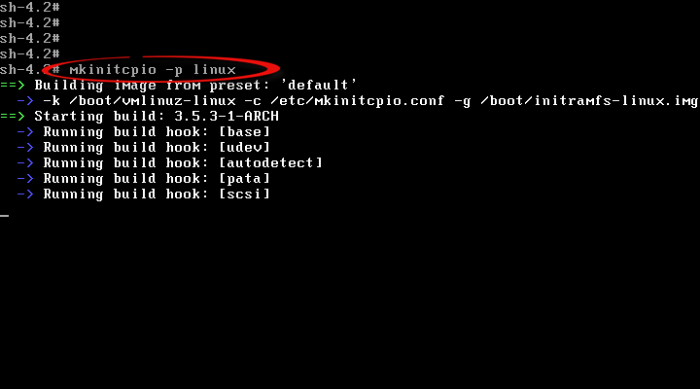 sh-4.2#
sh-4.2#
sh-4.2#
sh-4.2#
sh-4.2# mkinitcpio -p linux
==> Building image from preset: 'default'
-> -k /boot/vmlinuz-linux -c /etc/mkinitcpio.conf -g /boot/initramfs-linux.img
==> Starting build: 3.5.3-1-ARCH
-> Running build hook: [base]
-> Running build hook: [udev]
-> Running build hook: [autodetect]
-> Running build hook: [pata]
-> Running build hook: [scsi]